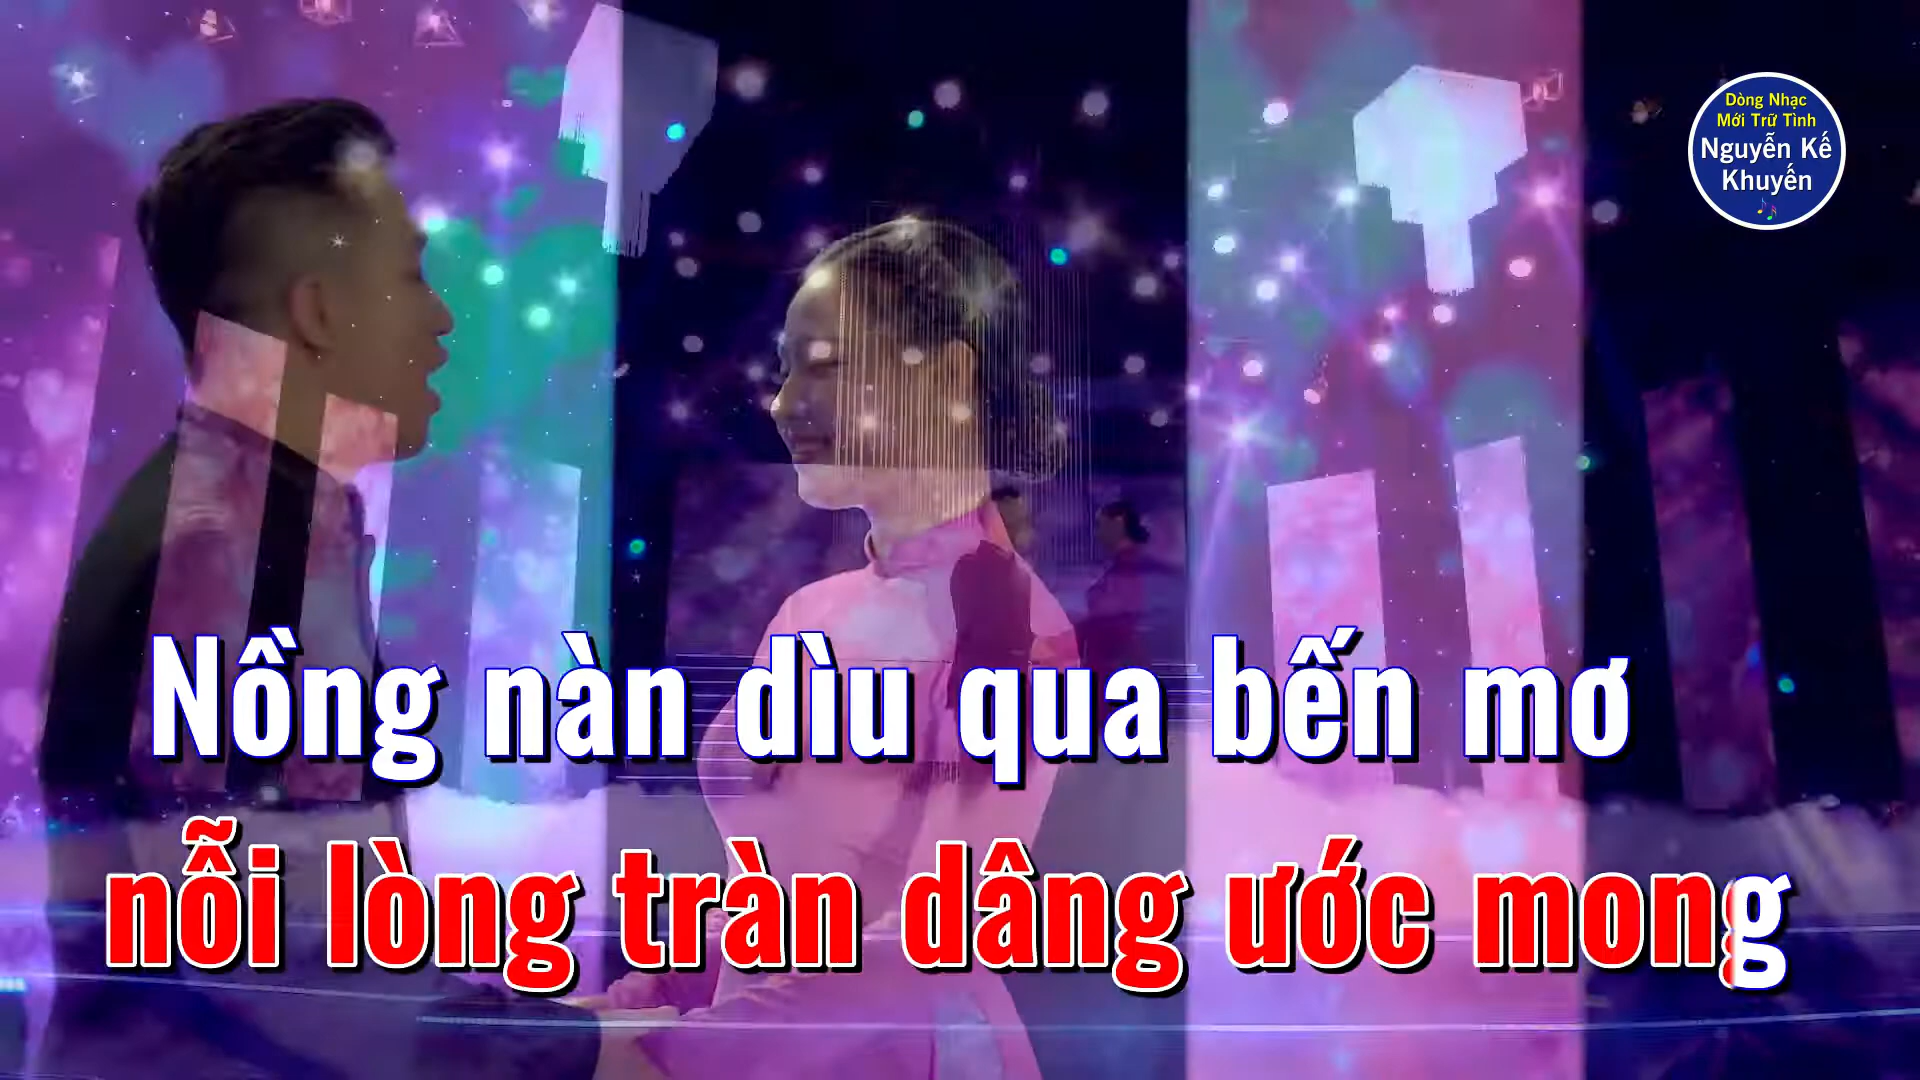 Dòng Nhạc
Mới Trữ Tình
Nguyễn Kế
Khuyến
Nồng nàn dìu qua bến mơ
nỗi lòng tràn dâng ước mong